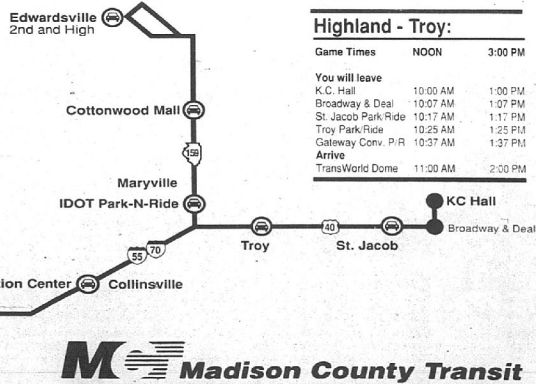 Edwardsville
2nd and High
Highland - Troy:
Game Times NOON 3:00 PM
You will leave
K.C. Hall 10:00 AM 1:00 PM
Broadway & Deal 10:07 AM 1:07 PM
St. Jacob Park/Ride 10:17 AM 1:17 PM
Troy Park/Ride 10:25 AM 1:25 PM
Gateway Conv. P/R 10:37 AM 1:37 PM
Arrive
TransWorld Dome 11:00 AM 2:00 PM
Cottonwood Mall
159
Maryville
IDOT Park-N-Ride
KC Hall
Broadway & Deal
Troy
40
St. Jacob
55
70
tion Center
Collinsville
MCT Madison County Transit